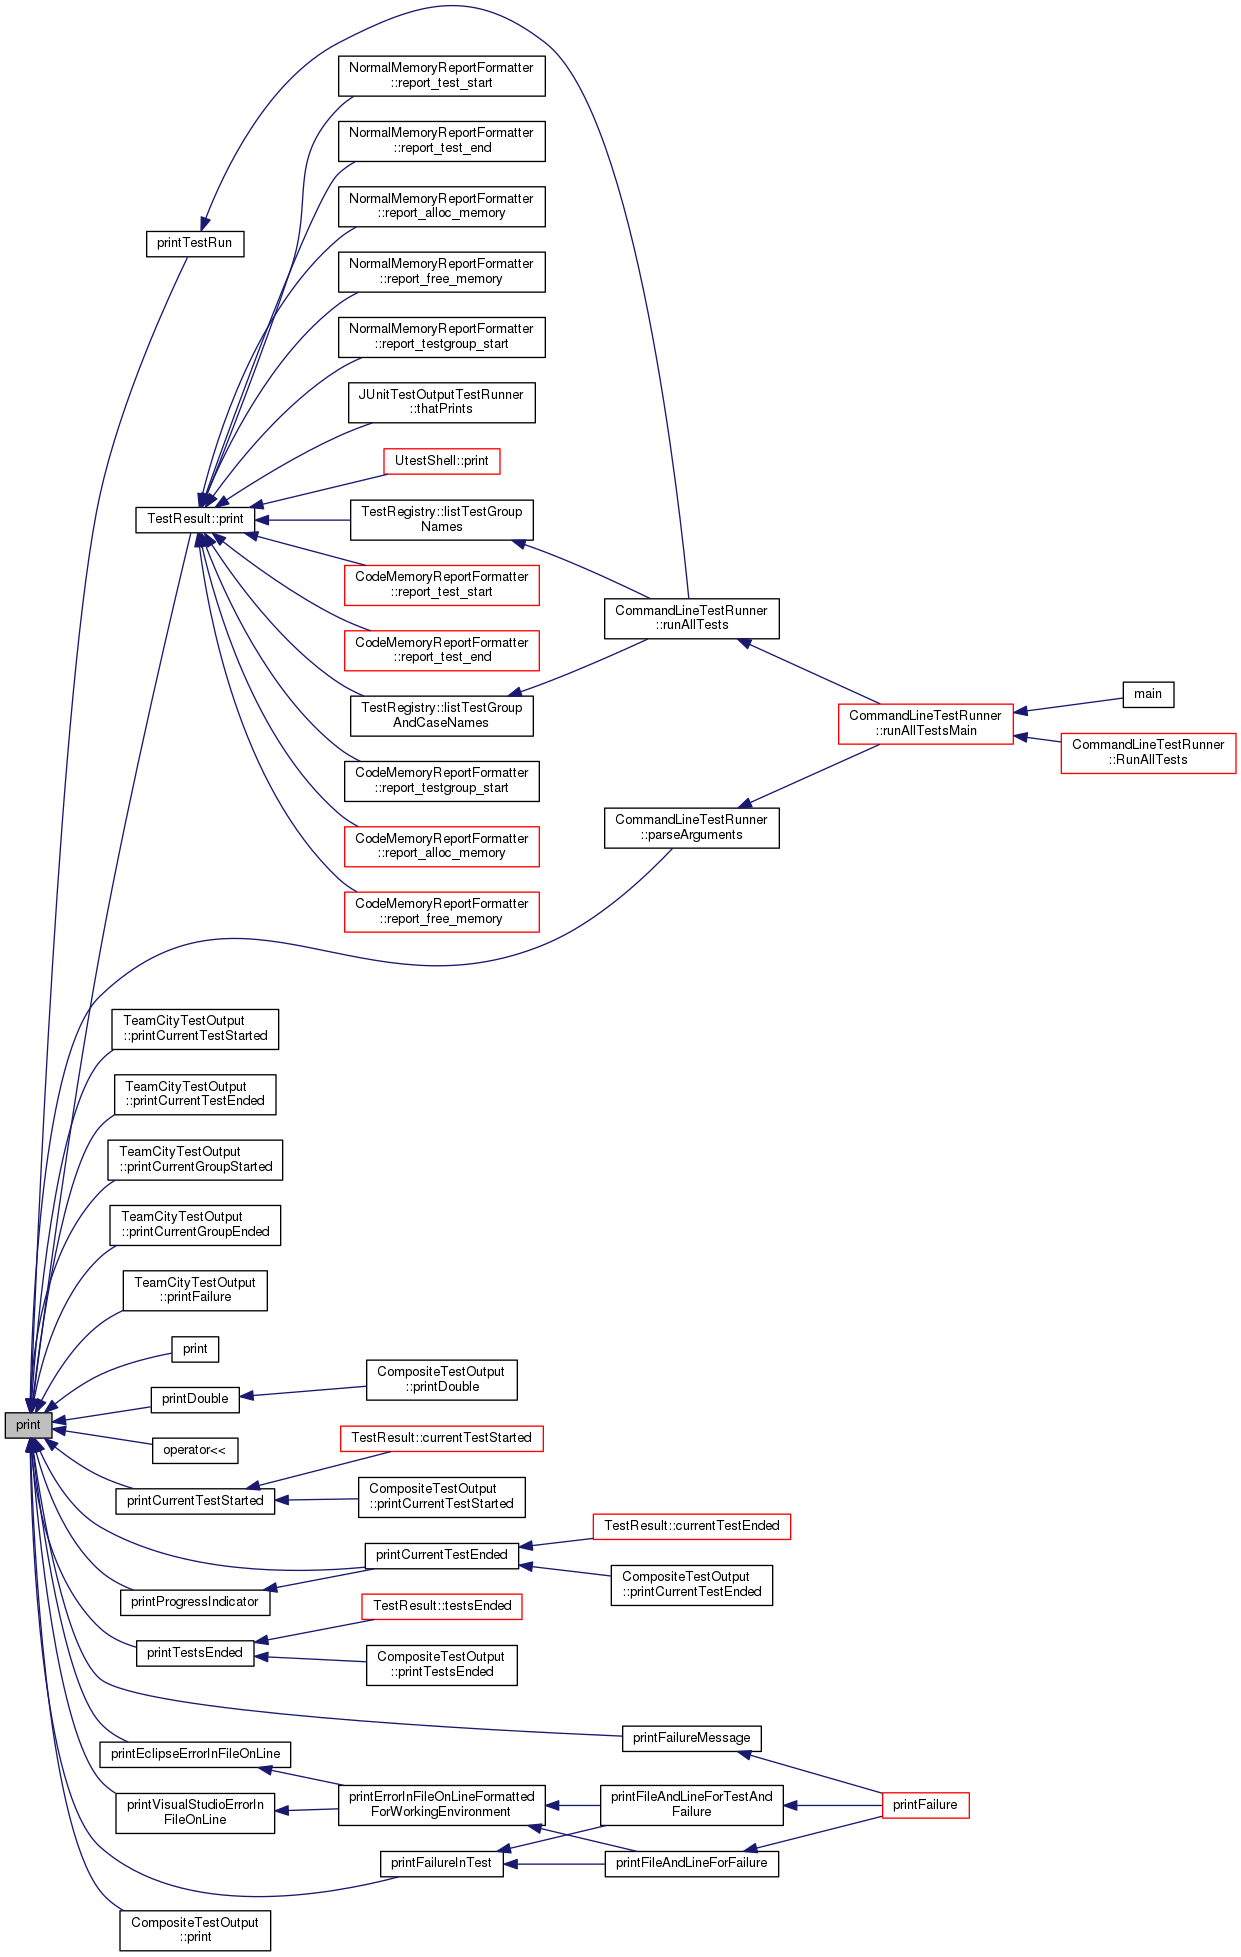 NormalMemoryReportFormatter
::report_test_start
NormalMemoryReportFormatter
::report_test_end
NormalMemoryReportFormatter
::report_alloc_memory
printTestRun
NormalMemoryReportFormatter
::report_free_memory
NormalMemoryReportFormatter
::report_testgroup_start
JUnitTestOutputTestRunner
::thatPrints
UtestShell::print
TestResult::print
TestRegistry::listTestGroup
Names
CodeMemoryReportFormatter
::report_test_start
CommandLineTestRunner
::runAllTests
CodeMemoryReportFormatter
::report_test_end
TestRegistry::listTestGroup
AndCaseNames
main
CommandLineTestRunner
::runAllTestsMain
CommandLineTestRunner
::RunAllTests
CodeMemoryReportFormatter
::report_testgroup_start
CommandLineTestRunner
::parseArguments
CodeMemoryReportFormatter
::report_alloc_memory
CodeMemoryReportFormatter
::report_free_memory
TeamCityTestOutput
::printCurrentTestStarted
TeamCityTestOutput
::printCurrentTestEnded
TeamCityTestOutput
::printCurrentGroupStarted
TeamCityTestOutput
::printCurrentGroupEnded
TeamCityTestOutput
::printFailure
print
CompositeTestOutput
::printDouble
printDouble
print
operator<<
TestResult::currentTestStarted
printCurrentTestStarted
CompositeTestOutput
::printCurrentTestStarted
TestResult::currentTestEnded
printCurrentTestEnded
CompositeTestOutput
::printCurrentTestEnded
printProgressIndicator
TestResult::testsEnded
printTestsEnded
CompositeTestOutput
::printTestsEnded
printFailureMessage
printEclipseErrorInFileOnLine
printVisualStudioErrorIn
FileOnLine
printErrorInFileOnLineFormatted
ForWorkingEnvironment
printFileAndLineForTestAnd
Failure
printFailure
printFailureInTest
printFileAndLineForFailure
CompositeTestOutput
::print